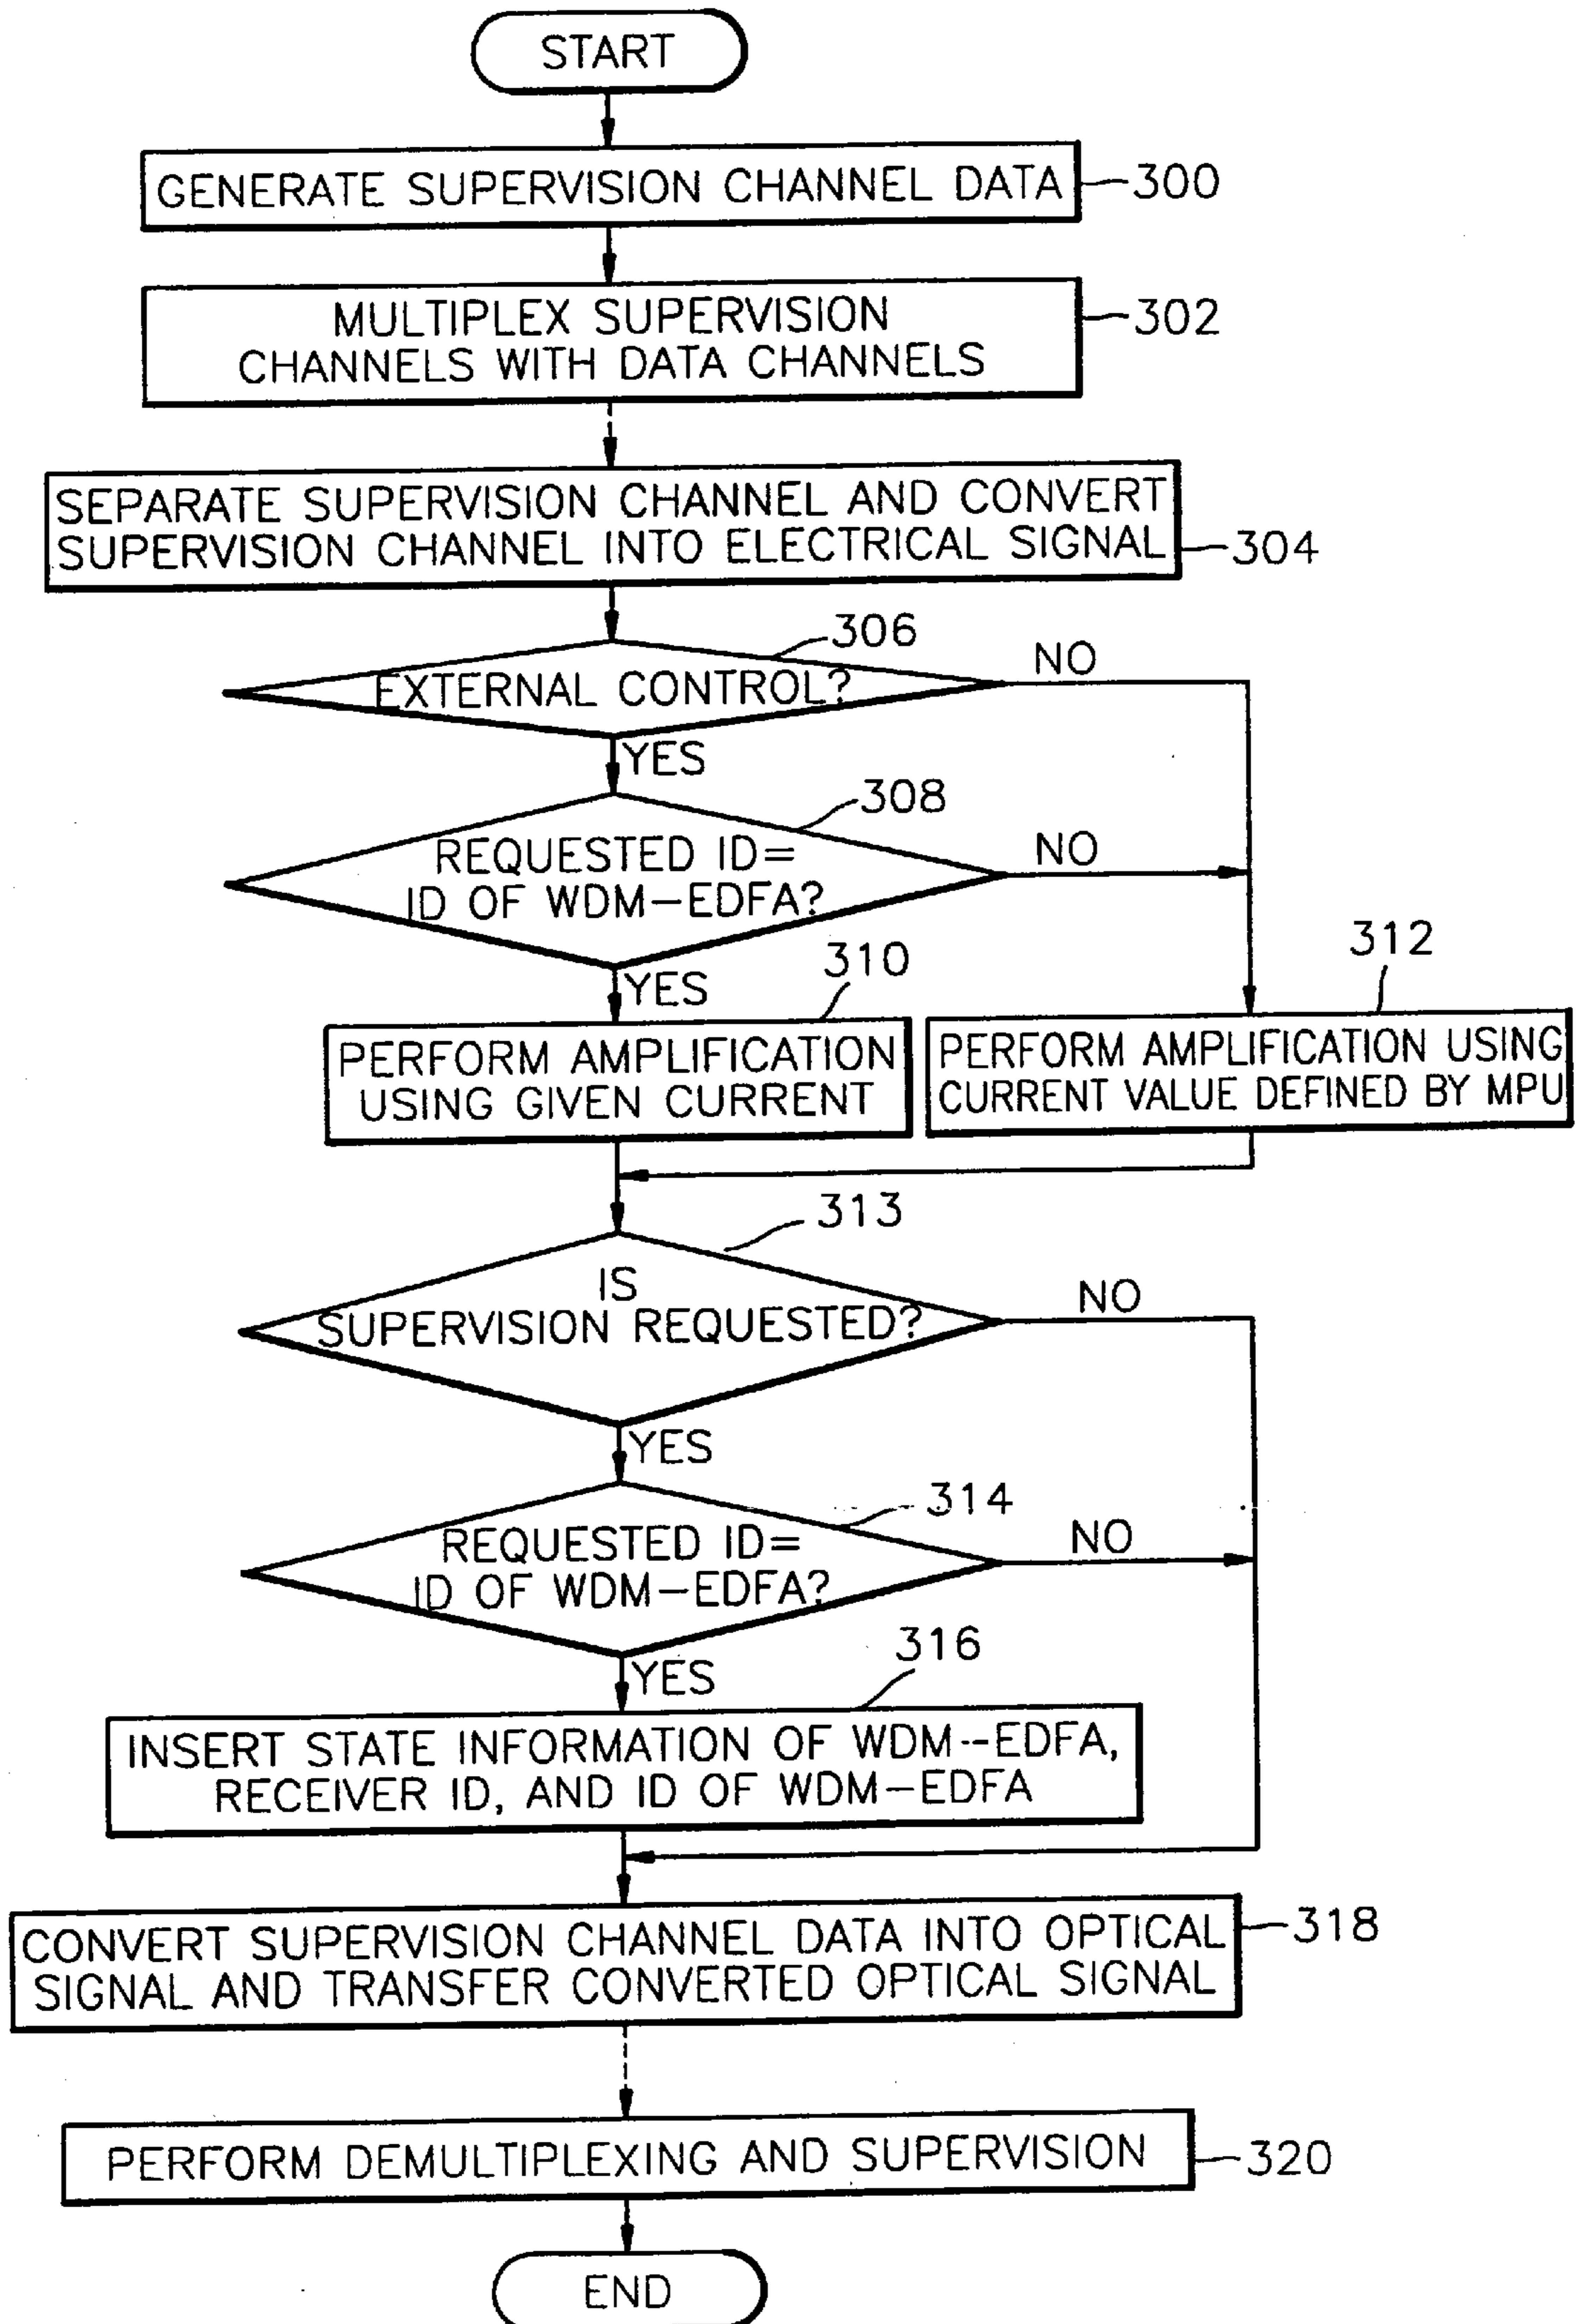 START
GENERATE SUPERVISION CHANNEL DATA
300
MULTIPLEX SUPERVISION
CHANNELS WITH DATA CHANNELS
302
SEPARATE SUPERVISION CHANNEL AND CONVERT
SUPERVISION CHANNEL INTO ELECTRICAL SIGNAL
304
306
EXTERNAL CONTROL?
NO
YES
308
REQUESTED ID=
ID OF WDM-EDFA?
NO
YES
310
312
PERFORM AMPLIFICATION
USING GIVEN CURRENT
PERFORM AMPLIFICATION USING
CURRENT VALUE DEFINED BY MPU
313
IS
SUPERVISION REQUESTED?
NO
YES
314
REQUESTED ID=
ID OF WDM-EDFA?
NO
YES
316
INSERT STATE INFORMATION OF WDM--EDFA,
RECEIVER ID, AND ID OF WDM-EDFA
CONVERT SUPERVISION CHANNEL DATA INTO OPTICAL
SIGNAL AND TRANSFER CONVERTED OPTICAL SIGNAL
318
PERFORM DEMULTIPLEXING AND SUPERVISION
320
END